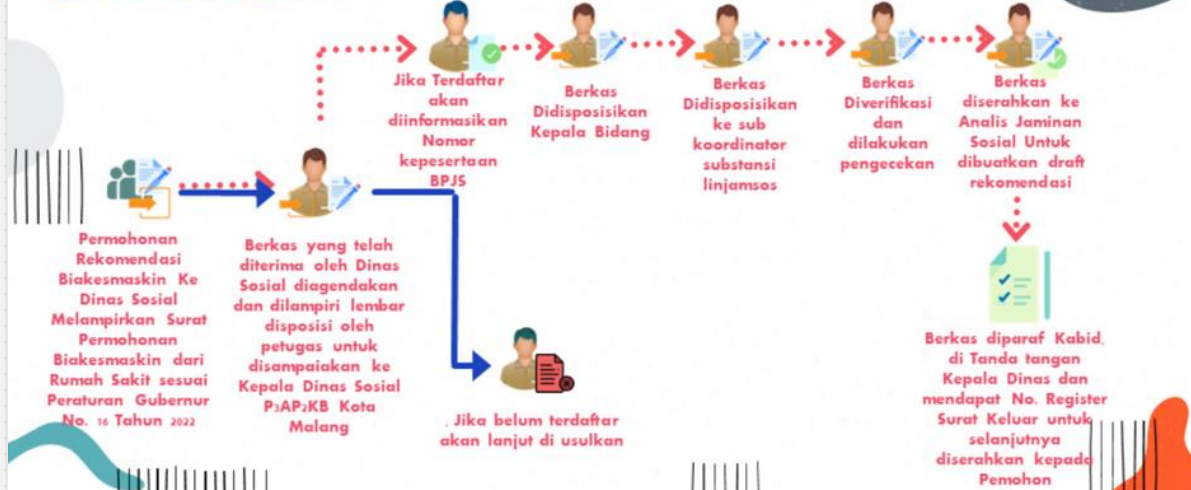 Permohonan
Rekomendasi
Biakesmaskin Ke
Dinas Sosial
Melampirkan Surat
Permohonan
Biakesmaskin dari
Rumah Sakit sesuai
Peraturan Gubernur
No. 16 Tahun 2022
Berkas yang telah
diterima oleh Dinas
Sosial diagendakan
dan dilampiri lembar
disposisi oleh
petugas untuk
disampaiakan ke
Kepala Dinas Sosial
P3AP2KB Kota
Malang
Jika Terdaftar
akan
diinformasikan
Nomor
kepesertaan
BPJS
Berkas
Didisposisikan
Kepala Bidang
Berkas
Didisposisikan
ke sub
koordinator
substansi
linjamsos
Berkas
Diverifikasi
dan
dilakukan
pengecekan
Berkas
diserahkan ke
Analis Jaminan
Sosial Untuk
dibuatkan draft
rekomendasi
Berkas diparaf Kabid,
di Tanda tangan
Kepala Dinas dan
mendapat No. Register
Surat Keluar untuk
selanjutnya
diserahkan kepada
Pemohon
. Jika belum terdaftar
akan lanjut di usulkan